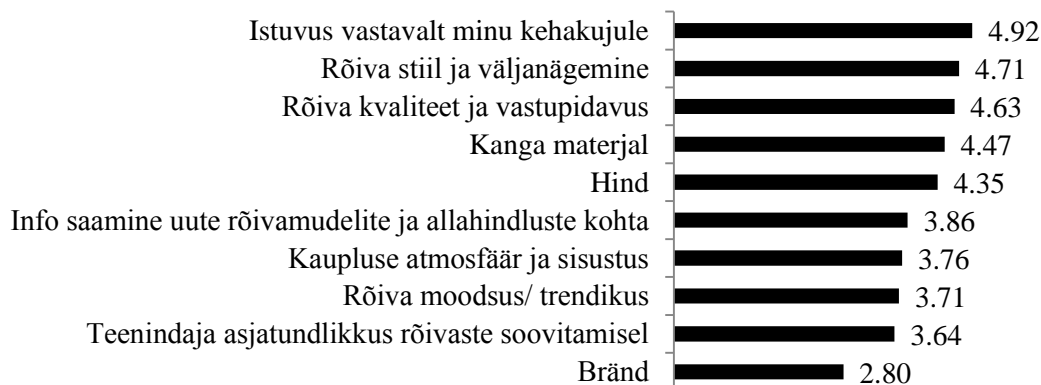 Istuvus vastavalt minu kehakujule 4.92
Rõiva stiil ja väljanägemine 4.71
Rõiva kvaliteet ja vastupidavus 4.63
Kanga materjal 4.47
Hind 4.35
Info saamine uute rõivamudelite ja allahindluste kohta 3.86
Kaupluse atmosfäär ja sisustus 3.76
Rõiva moodsus/ trendikus 3.71
Teenindaja asjatundlikkus rõivaste soovitamisel 3.64
Bränd 2.80